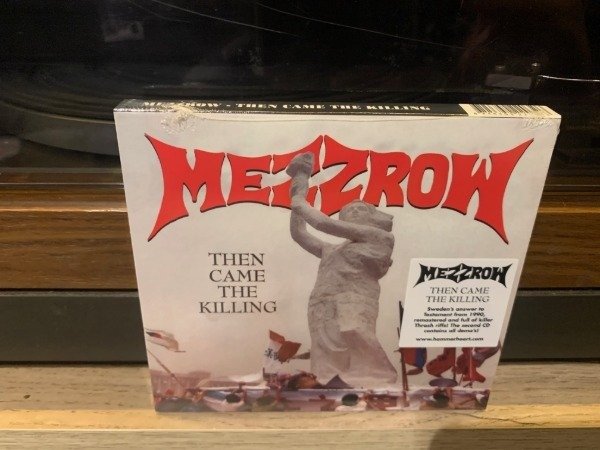 MEZZROW - THEN CAME THE KILLING
MEZZROW
THEN
CAME
THE
KILLING
MEZZROW
THEN CAME
THE KILLING
Sweden's answer to
Testament from 1990,
remastered and full of killer
Thrash riffs! The second CD
contains all demo's!
www.hammerheart.com